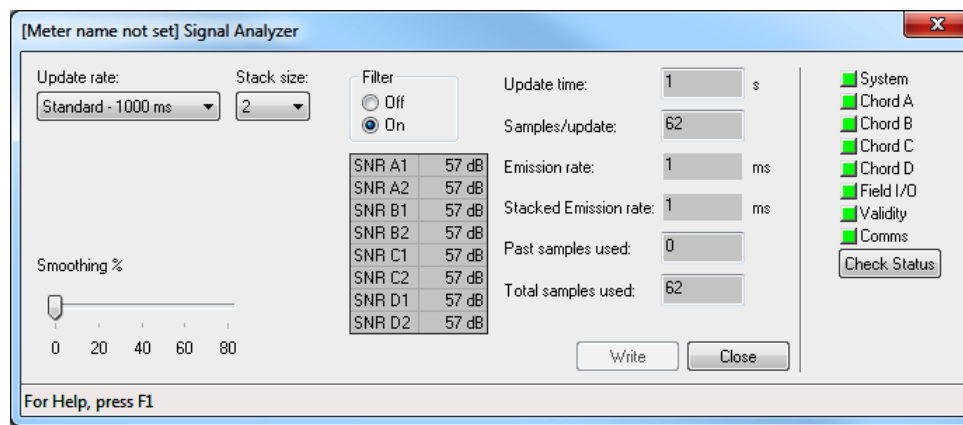 [Meter name not set] Signal Analyzer
Update rate:
Standard - 1000 ms
Stack size:
2
Filter
Off
On
SNR A1 57 dB
SNR A2 57 dB
SNR B1 57 dB
SNR B2 57 dB
SNR C1 57 dB
SNR C2 57 dB
SNR D1 57 dB
SNR D2 57 dB
Smoothing %
0 20 40 60 80
Update time: 1 s
Samples/update: 62
Emission rate: 1 ms
Stacked Emission rate: 1 ms
Past samples used: 0
Total samples used: 62
Write
Close
System
Chord A
Chord B
Chord C
Chord D
Field I/O
Validity
Comms
Check Status
For Help, press F1